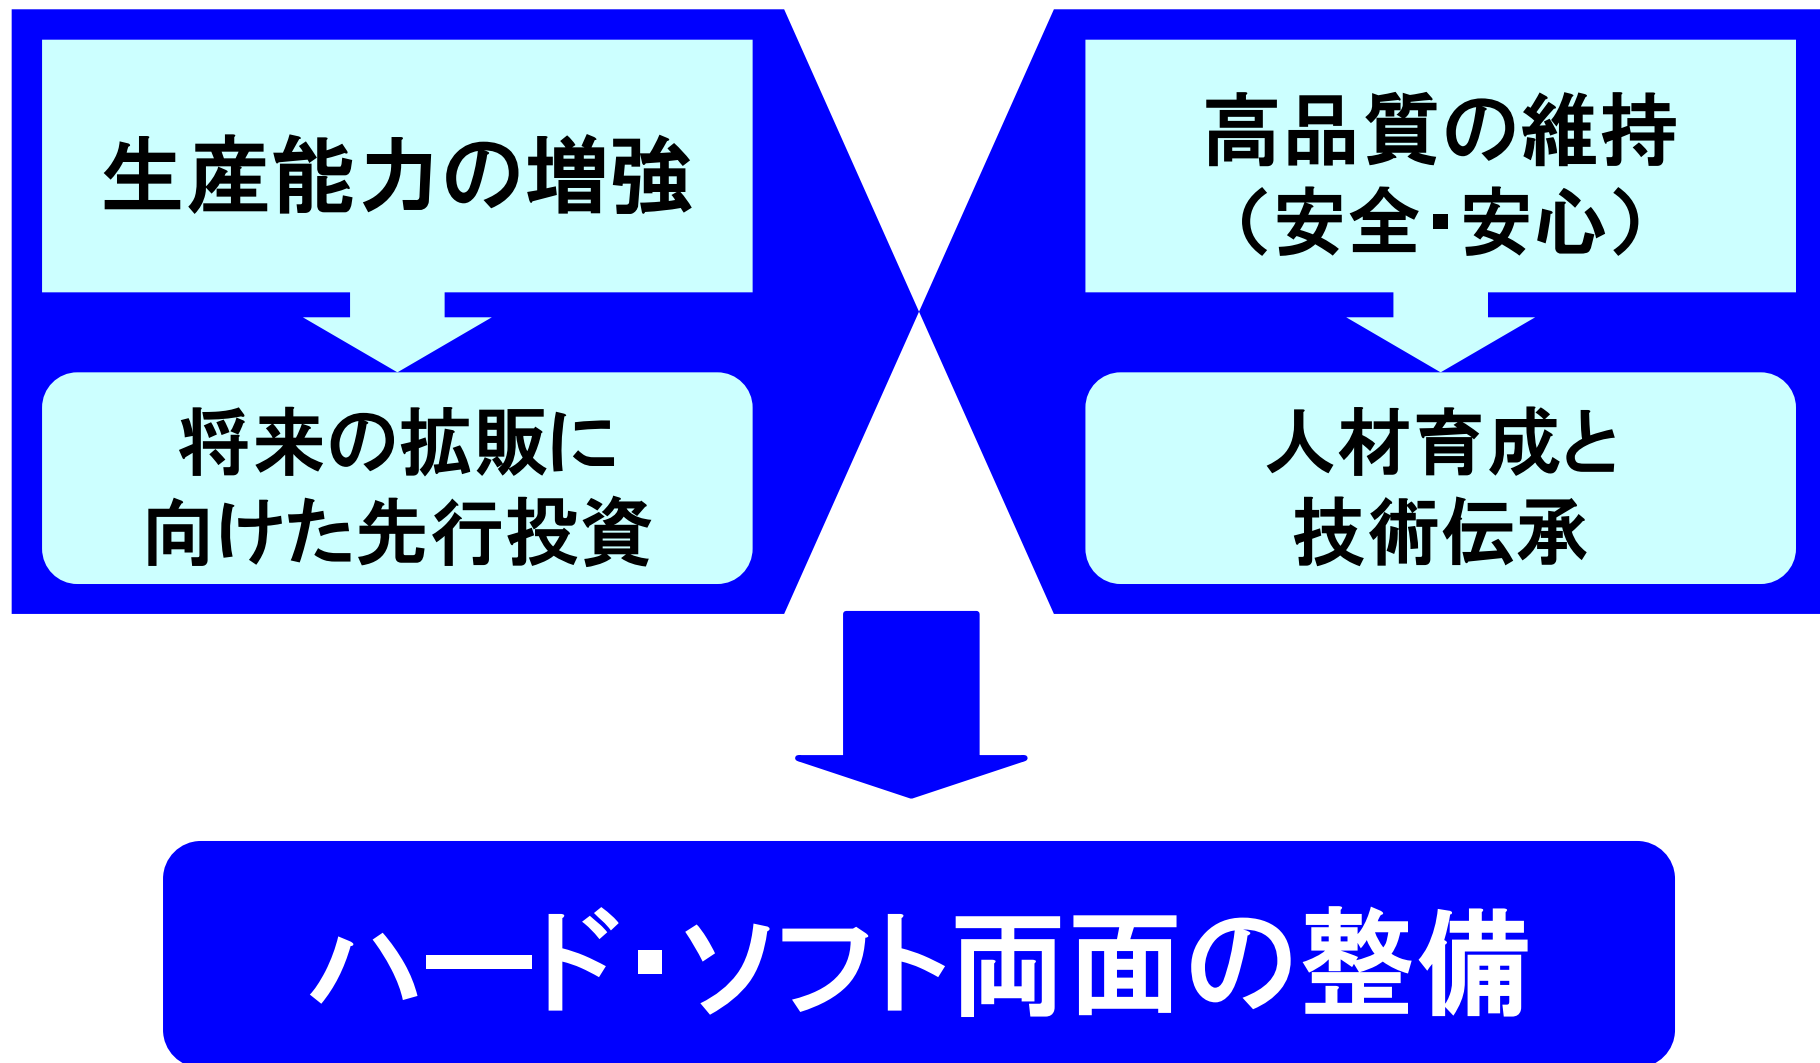 生産能力の増強
将来の拡販に
向けた先行投資
高品質の維持
（安全・安心）
人材育成と
技術伝承
ハード・ソフト両面の整備